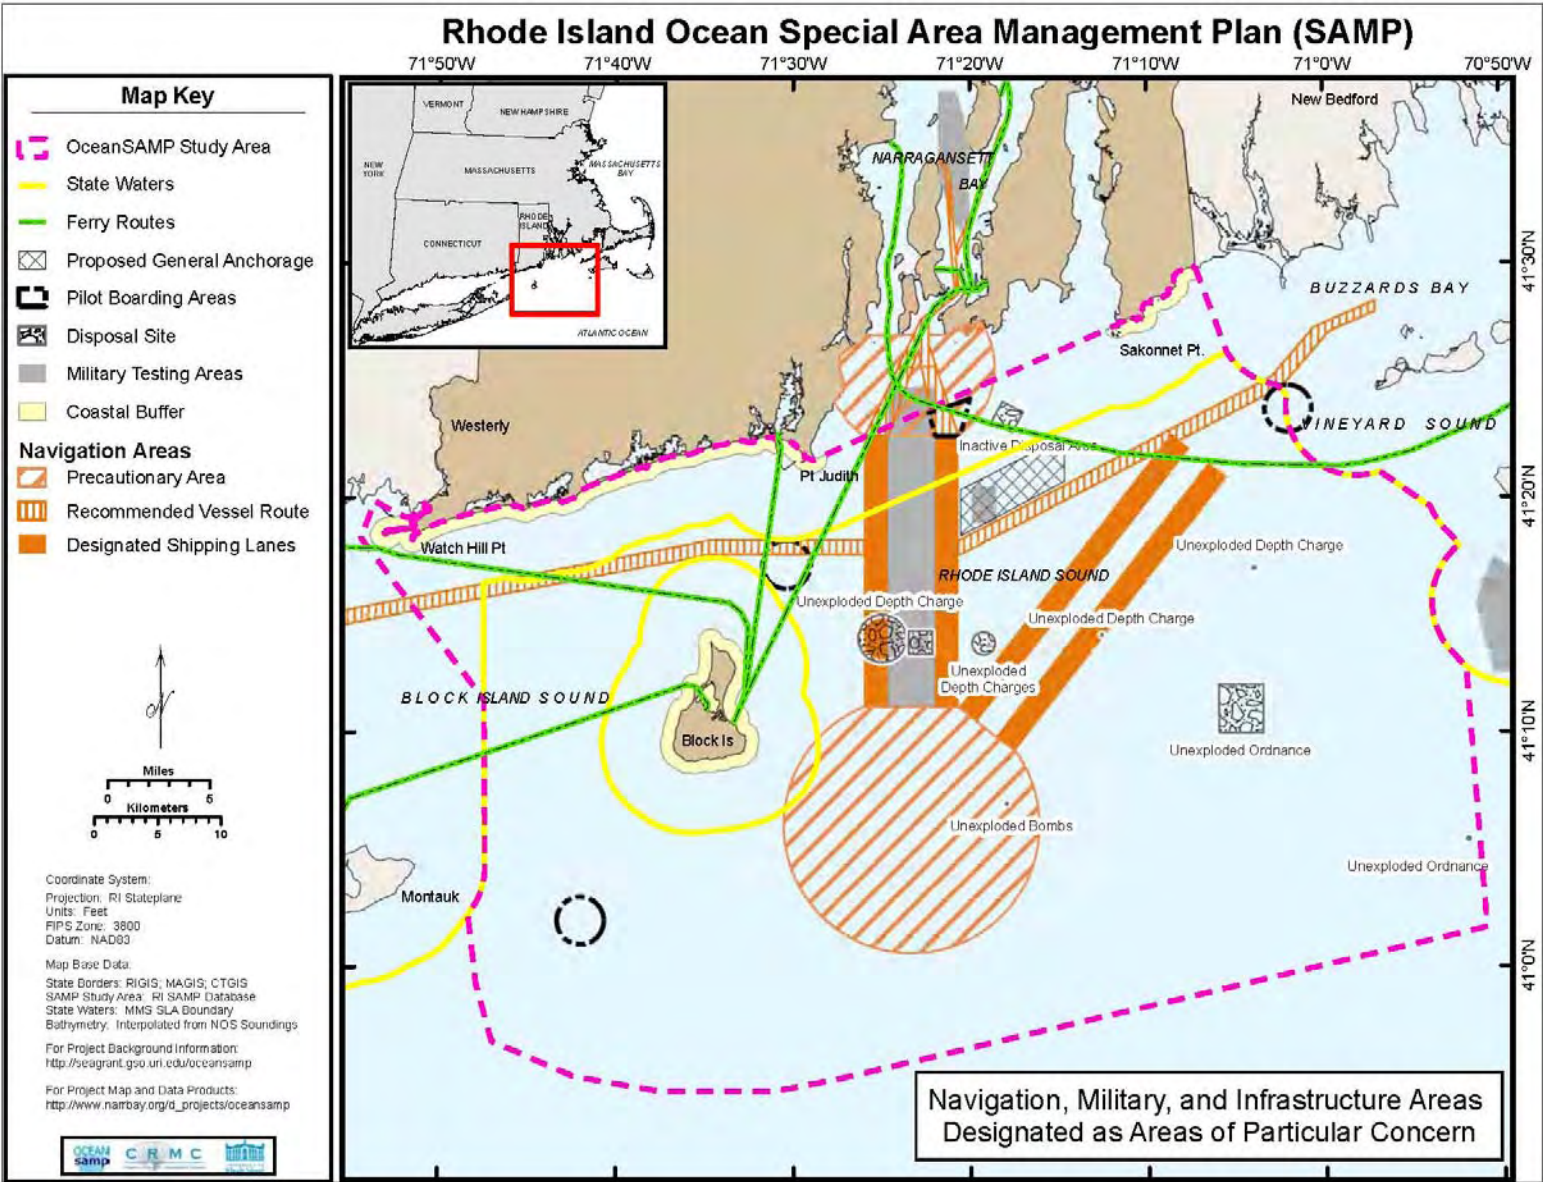 Rhode Island Ocean Special Area Management Plan (SAMP)
71°50'W 71°40'W 71°30'W 71°20'W 71°10'W 71°0'W 70°50'W
Map Key
OceanSAMP Study Area
State Waters
Ferry Routes
Proposed General Anchorage
Pilot Boarding Areas
Disposal Site
Military Testing Areas
Coastal Buffer
Navigation Areas
Precautionary Area
Recommended Vessel Route
Designated Shipping Lanes
Miles
0 5
Kilometers
0 5 10
Coordinate System:
Projection: RI Stateplane
Units: Feet
FIPS Zone: 3800
Datum: NAD83
Map Base Data:
State Borders: RIGIS; MAGIS; CTGIS
SAMP Study Area: RI SAMP Database
State Waters: MMS SLA Boundary
Bathymetry: Interpolated from NOS Soundings
For Project Background Information:
http://seagrant.gso.uri.edu/oceansamp
For Project Map and Data Products:
http://www.narrbay.org/d_projects/oceansamp
OCEAN
samp
CRMC
VERMONT
NEW HAMPSHIRE
NEW
YORK
MASSACHUSETTS
MASSACHUSETTS
BAY
RHODE
ISLAND
CONNECTICUT
ATLANTIC OCEAN
New Bedford
NARRAGANSETT
BAY
BUZZARDS BAY
Sakonnet Pt.
VINEYARD SOUND
Westerly
Inactive Disposal Area
Pt Judith
Watch Hill Pt
Unexploded Depth Charge
RHODE ISLAND SOUND
Unexploded Depth Charge
Unexploded Depth Charge
Unexploded
Depth Charges
BLOCK ISLAND SOUND
Block Is
Unexploded Ordnance
Unexploded Bombs
Unexploded Ordnance
Montauk
41°30'N
41°20'N
41°10'N
41°0'N
Navigation, Military, and Infrastructure Areas
Designated as Areas of Particular Concern